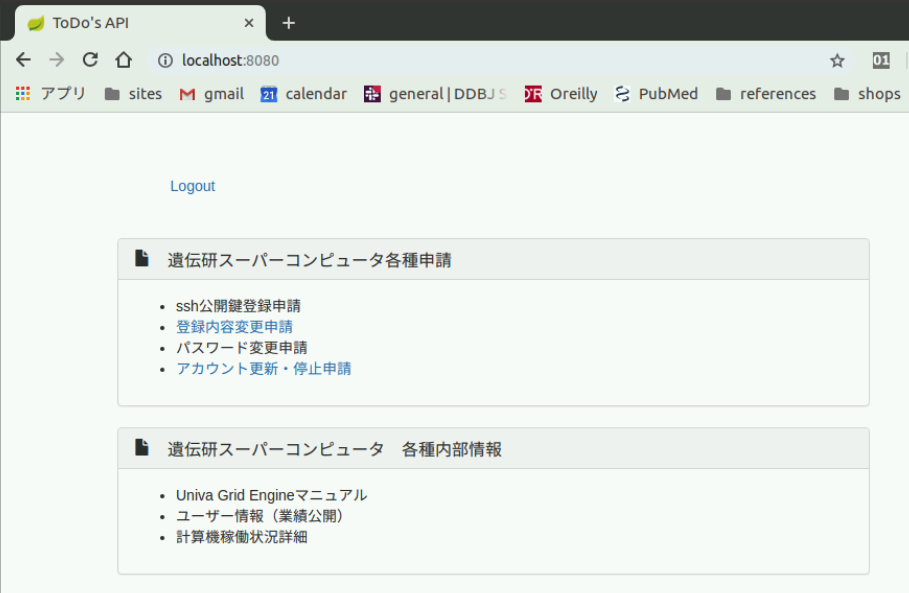 ToDo's API
localhost:8080
アプリ sites gmail calendar general | DDBJ S Oreilly PubMed references shops
Logout
遺伝研スーパーコンピュータ各種申請
ssh公開鍵登録申請
登録内容変更申請
パスワード変更申請
アカウント更新・停止申請
遺伝研スーパーコンピュータ　各種内部情報
Univa Grid Engineマニュアル
ユーザー情報（業績公開）
計算機稼働状況詳細